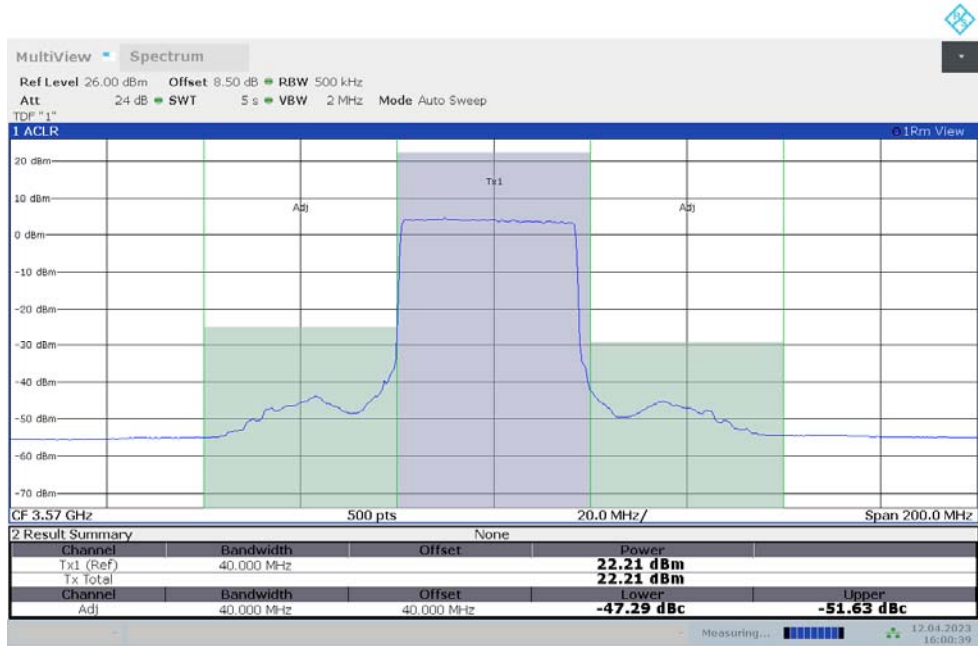 R&S
MultiView Spectrum
Ref Level 26.00 dBm Offset 8.50 dB RBW 500 kHz
Att 24 dB SWT 5 s VBW 2 MHz Mode Auto Sweep
TDF "1"
1 ACLR 1Rm View
20 dBm
Tx1
10 dBm
Adj Adj
0 dBm
-10 dBm
-20 dBm
-30 dBm
-40 dBm
-50 dBm
-60 dBm
-70 dBm
CF 3.57 GHz 500 pts 20.0 MHz/ Span 200.0 MHz
2 Result Summary None
Channel Bandwidth Offset Power
Tx1 (Ref) 40.000 MHz 22.21 dBm
Tx Total 22.21 dBm
Channel Bandwidth Offset Lower Upper
Adj 40.000 MHz 40.000 MHz -47.29 dBc -51.63 dBc
Measuring... 12.04.2023
16:00:39